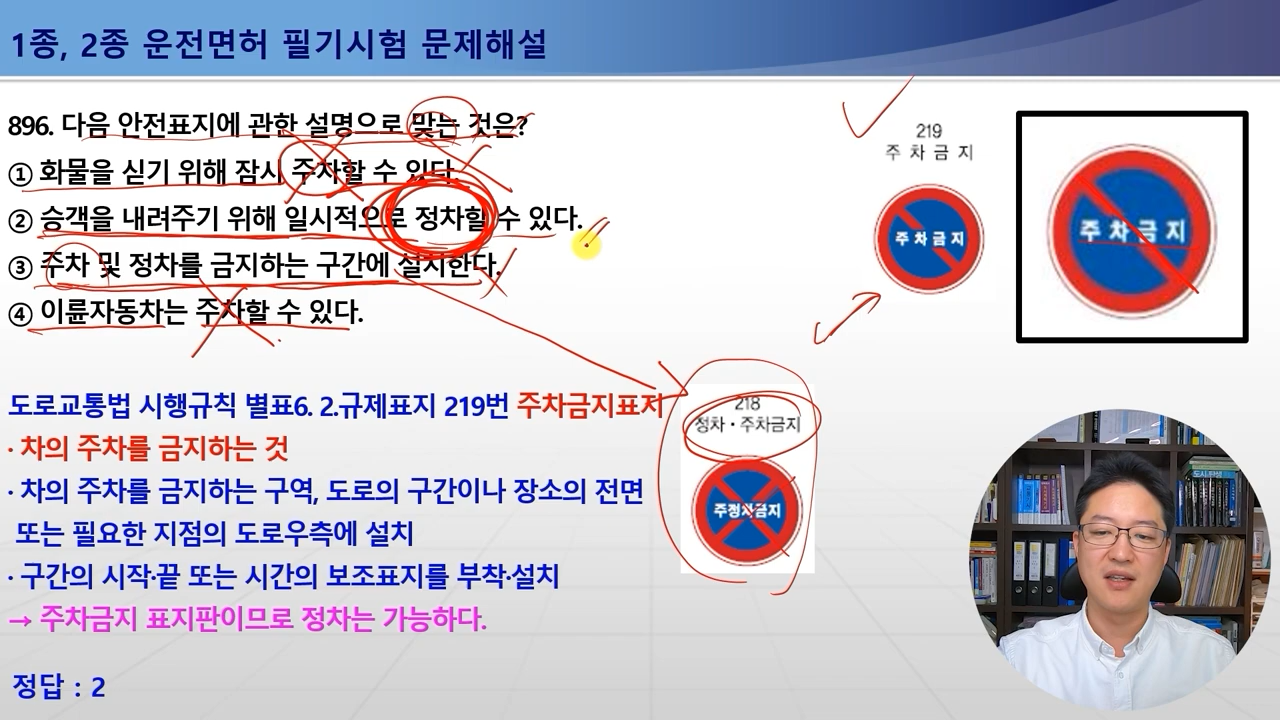 1종, 2종 운전면허 필기시험 문제해설
896. 다음 안전표지에 관한 설명으로 맞는 것은?
① 화물을 싣기 위해 잠시 주차할 수 있다.
② 승객을 내려주기 위해 일시적으로 정차할 수 있다.
③ 주차 및 정차를 금지하는 구간에 설치한다.
④ 이륜자동차는 주차할 수 있다.
219
주 차 금 지
주차금지
주차금지
도로교통법 시행규칙 별표6. 2.규제표지 219번 주차금지표지
· 차의 주차를 금지하는 것
· 차의 주차를 금지하는 구역, 도로의 구간이나 장소의 전면
또는 필요한 지점의 도로우측에 설치
· 구간의 시작·끝 또는 시간의 보조표지를 부착·설치
→ 주차금지 표지판이므로 정차는 가능하다.
218
정차·주차금지
주정차금지
정답 : 2